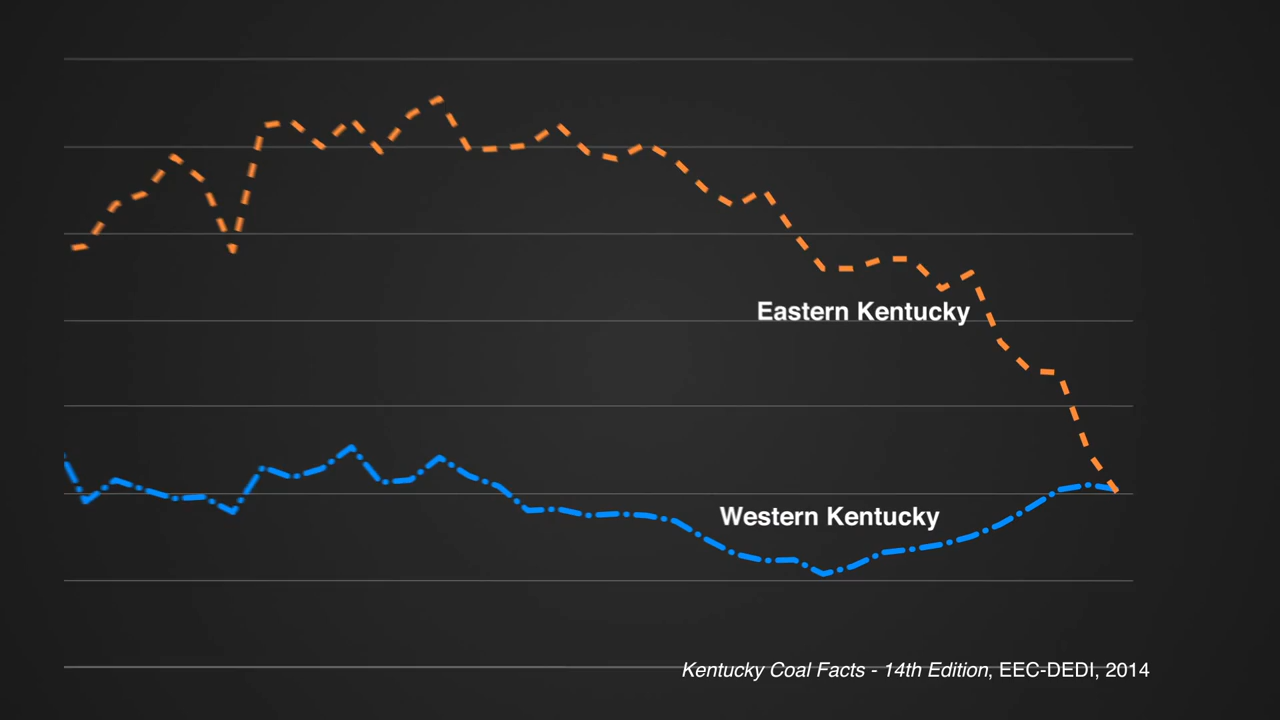 Eastern Kentucky
Western Kentucky
Kentucky Coal Facts - 14th Edition, EEC-DEDI, 2014